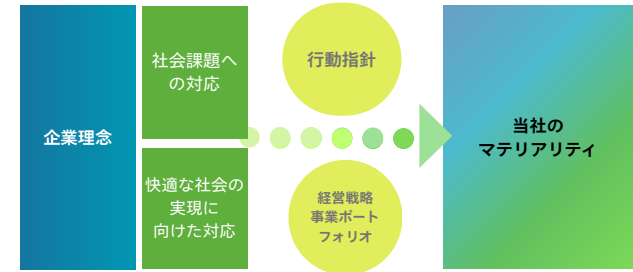 企業理念
社会課題へ
の対応
快適な社会の
実現に
向けた対応
行動指針
経営戦略
事業ポート
フォリオ
当社の
マテリアリティ